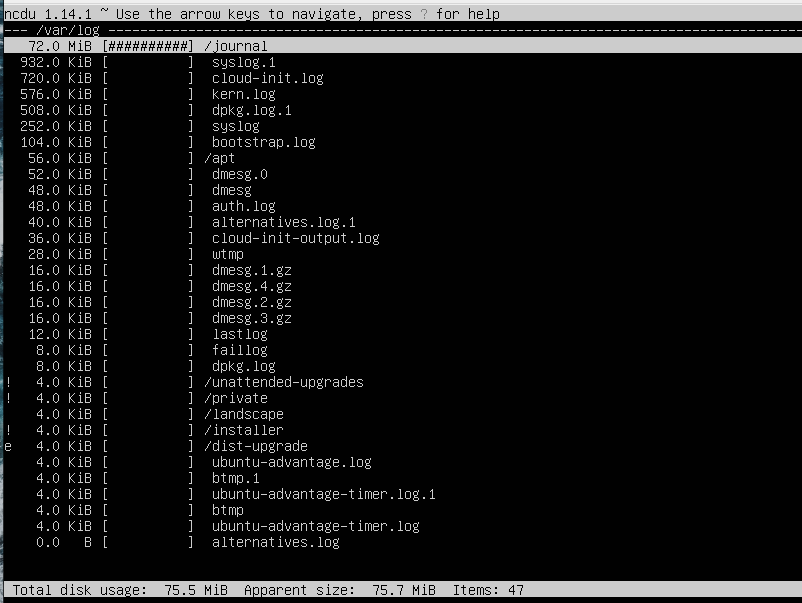 ncdu 1.14.1 ~ Use the arrow keys to navigate, press ? for help
--- /var/log ---------------------------------------------------------------------------------------
   72.0 MiB [##########] /journal
  932.0 KiB [          ]  syslog.1
  720.0 KiB [          ]  cloud-init.log
  576.0 KiB [          ]  kern.log
  508.0 KiB [          ]  dpkg.log.1
  252.0 KiB [          ]  syslog
  104.0 KiB [          ]  bootstrap.log
   56.0 KiB [          ] /apt
   52.0 KiB [          ]  dmesg.0
   48.0 KiB [          ]  dmesg
   48.0 KiB [          ]  auth.log
   40.0 KiB [          ]  alternatives.log.1
   36.0 KiB [          ]  cloud-init-output.log
   28.0 KiB [          ]  wtmp
   16.0 KiB [          ]  dmesg.1.gz
   16.0 KiB [          ]  dmesg.4.gz
   16.0 KiB [          ]  dmesg.2.gz
   16.0 KiB [          ]  dmesg.3.gz
   12.0 KiB [          ]  lastlog
    8.0 KiB [          ]  faillog
    8.0 KiB [          ]  dpkg.log
!   4.0 KiB [          ] /unattended-upgrades
!   4.0 KiB [          ] /private
    4.0 KiB [          ] /landscape
!   4.0 KiB [          ] /installer
e   4.0 KiB [          ] /dist-upgrade
    4.0 KiB [          ]  ubuntu-advantage.log
    4.0 KiB [          ]  btmp.1
    4.0 KiB [          ]  ubuntu-advantage-timer.log.1
    4.0 KiB [          ]  btmp
    4.0 KiB [          ]  ubuntu-advantage-timer.log
    0.0   B [          ]  alternatives.log
Total disk usage:  75.5 MiB  Apparent size:  75.7 MiB  Items: 47